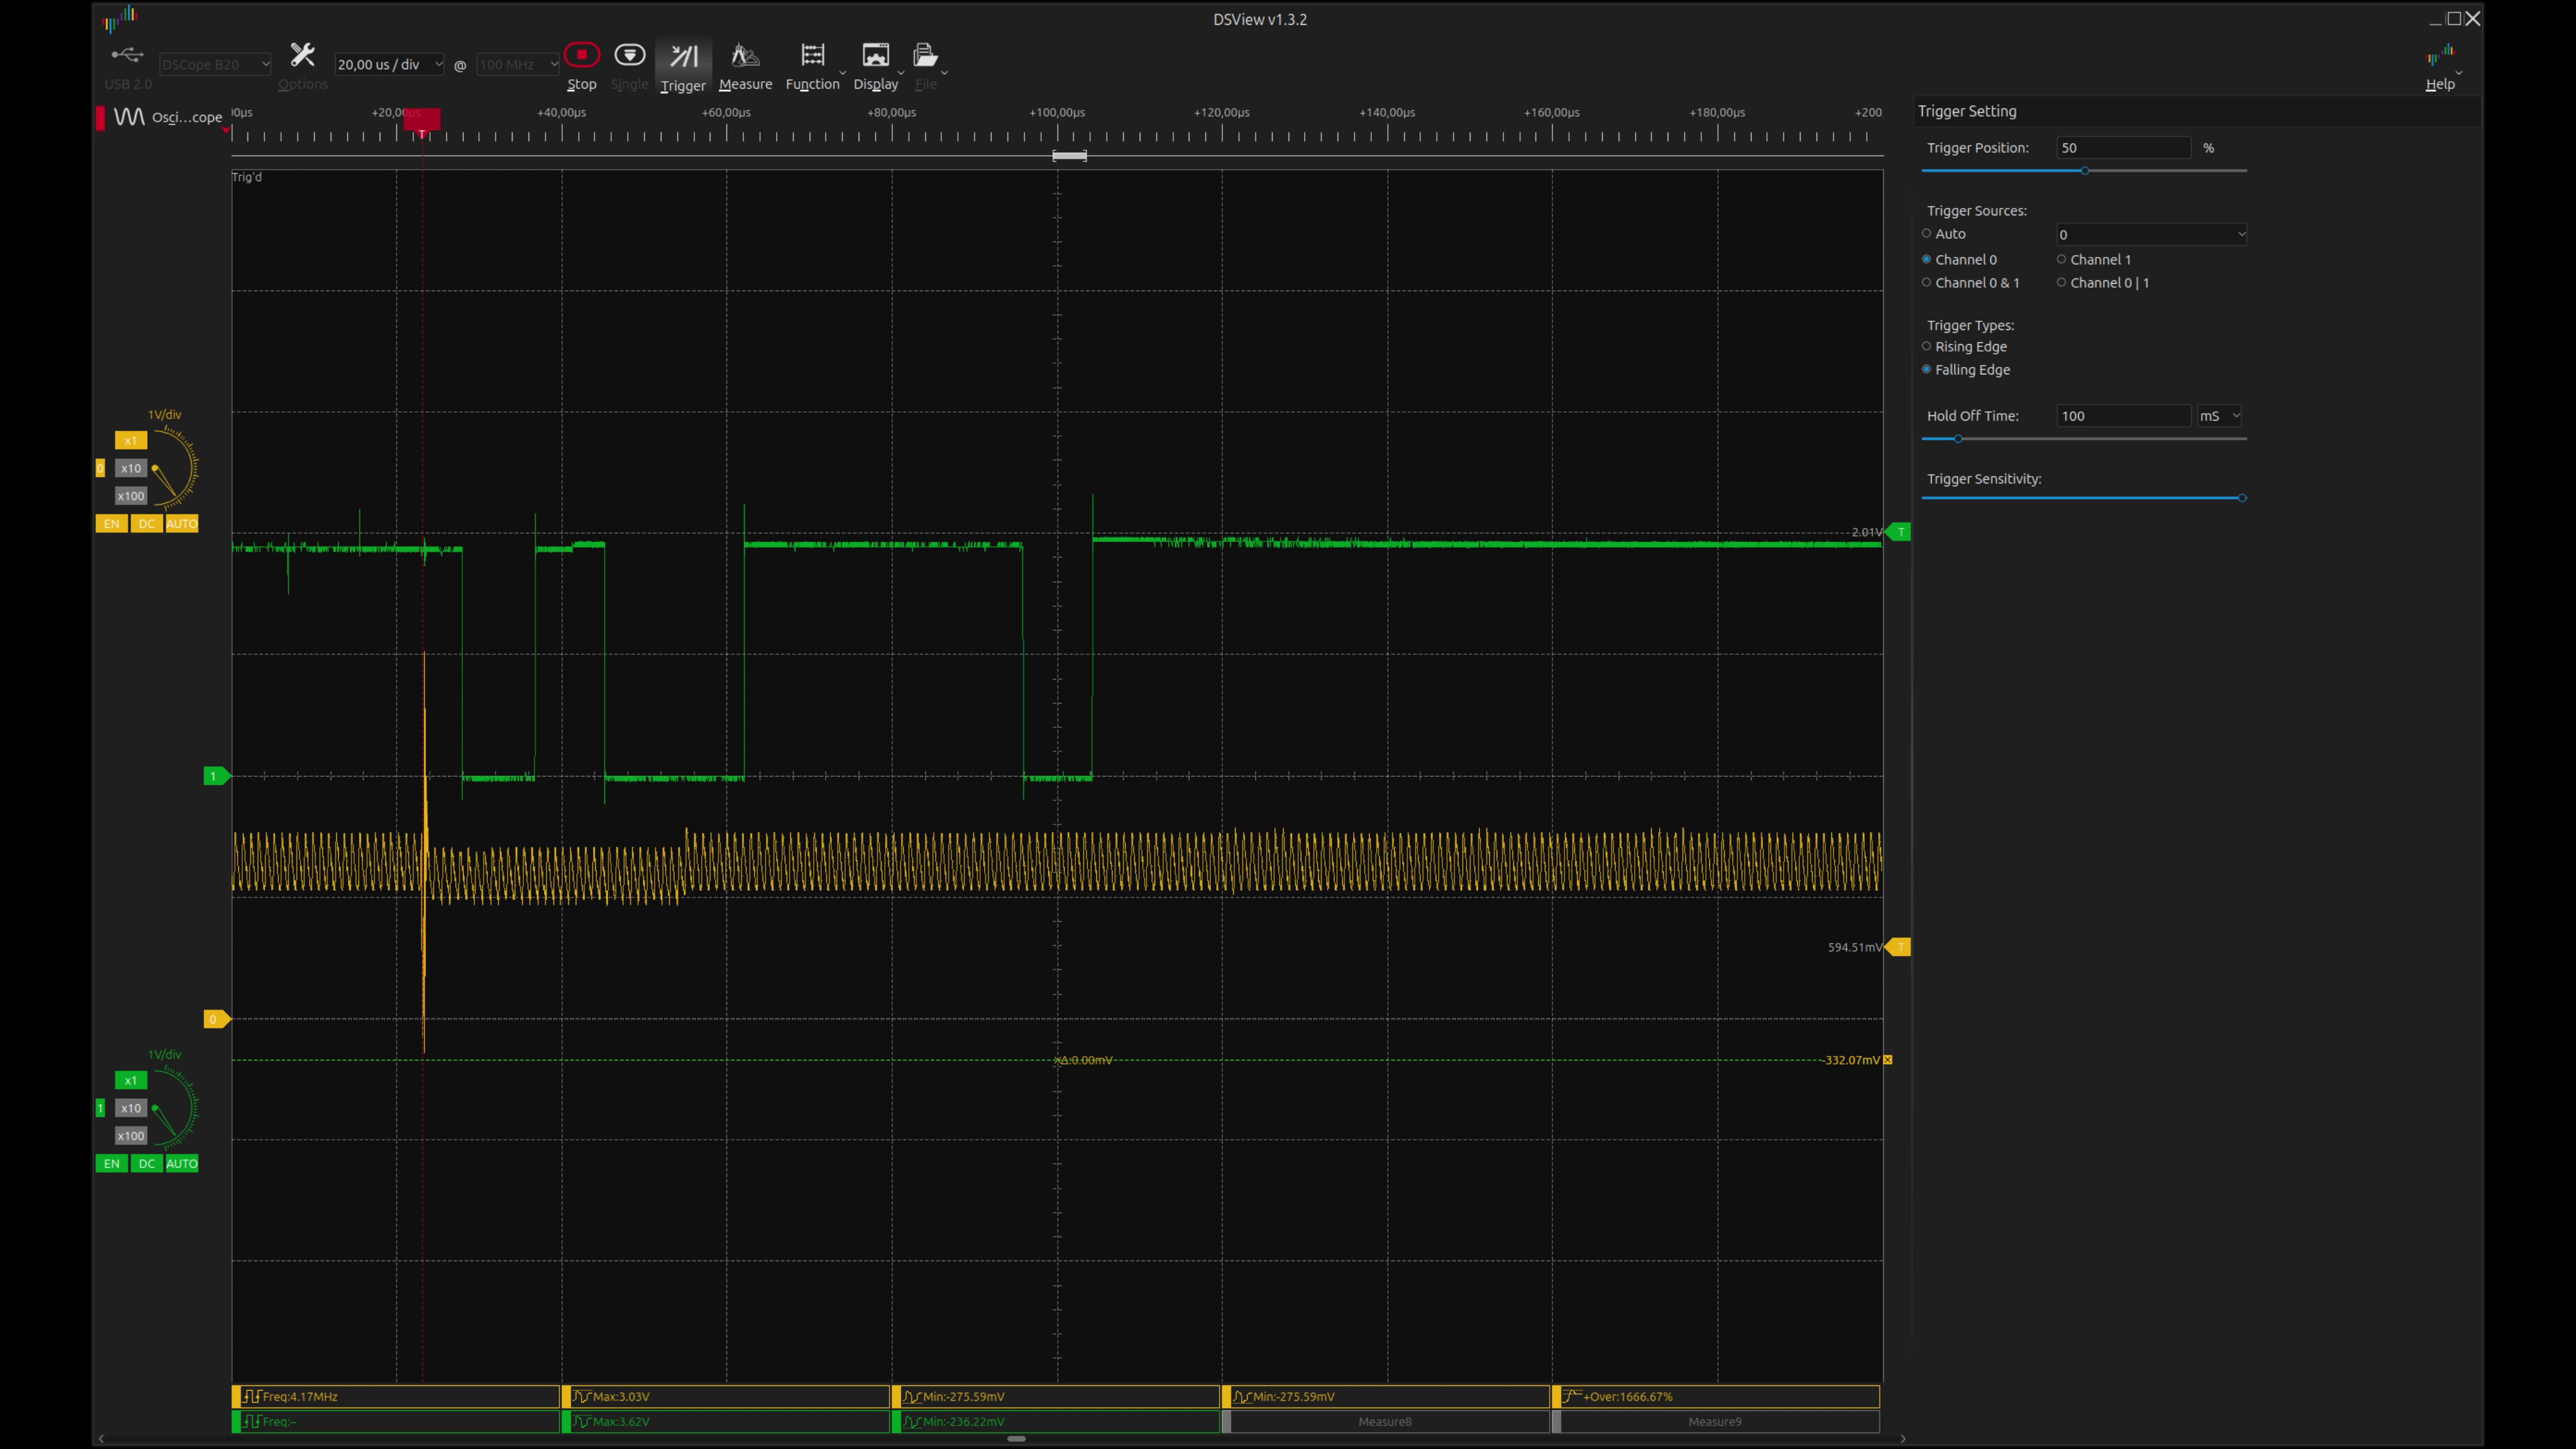 DSView v1.3.2
USB 2.0
DSCope B20
Options
20,00 us / div
@
100 MHz
Stop
Single
Trigger
Measure
Function
Display
File
Help
Osci...cope
00µs
+20,00µs
+40,00µs
+60,00µs
+80,00µs
+100,00µs
+120,00µs
+140,00µs
+160,00µs
+180,00µs
+200
T
Trig'd
1V/div
x1
0
x10
x100
EN
DC
AUTO
2.01V
T
1
594.51mV
T
0
X
Δ:0.00mV
-332.07mV
1V/div
x1
1
x10
x100
EN
DC
AUTO
Freq:4.17MHz
Max:3.03V
Min:-275.59mV
Min:-275.59mV
+Over:1666.67%
Freq:--
Max:3.62V
Min:-236.22mV
Measure8
Measure9
Trigger Setting
Trigger Position:
50
%
Trigger Sources:
Auto
0
Channel 0
Channel 1
Channel 0 & 1
Channel 0 | 1
Trigger Types:
Rising Edge
Falling Edge
Hold Off Time:
100
mS
Trigger Sensitivity: